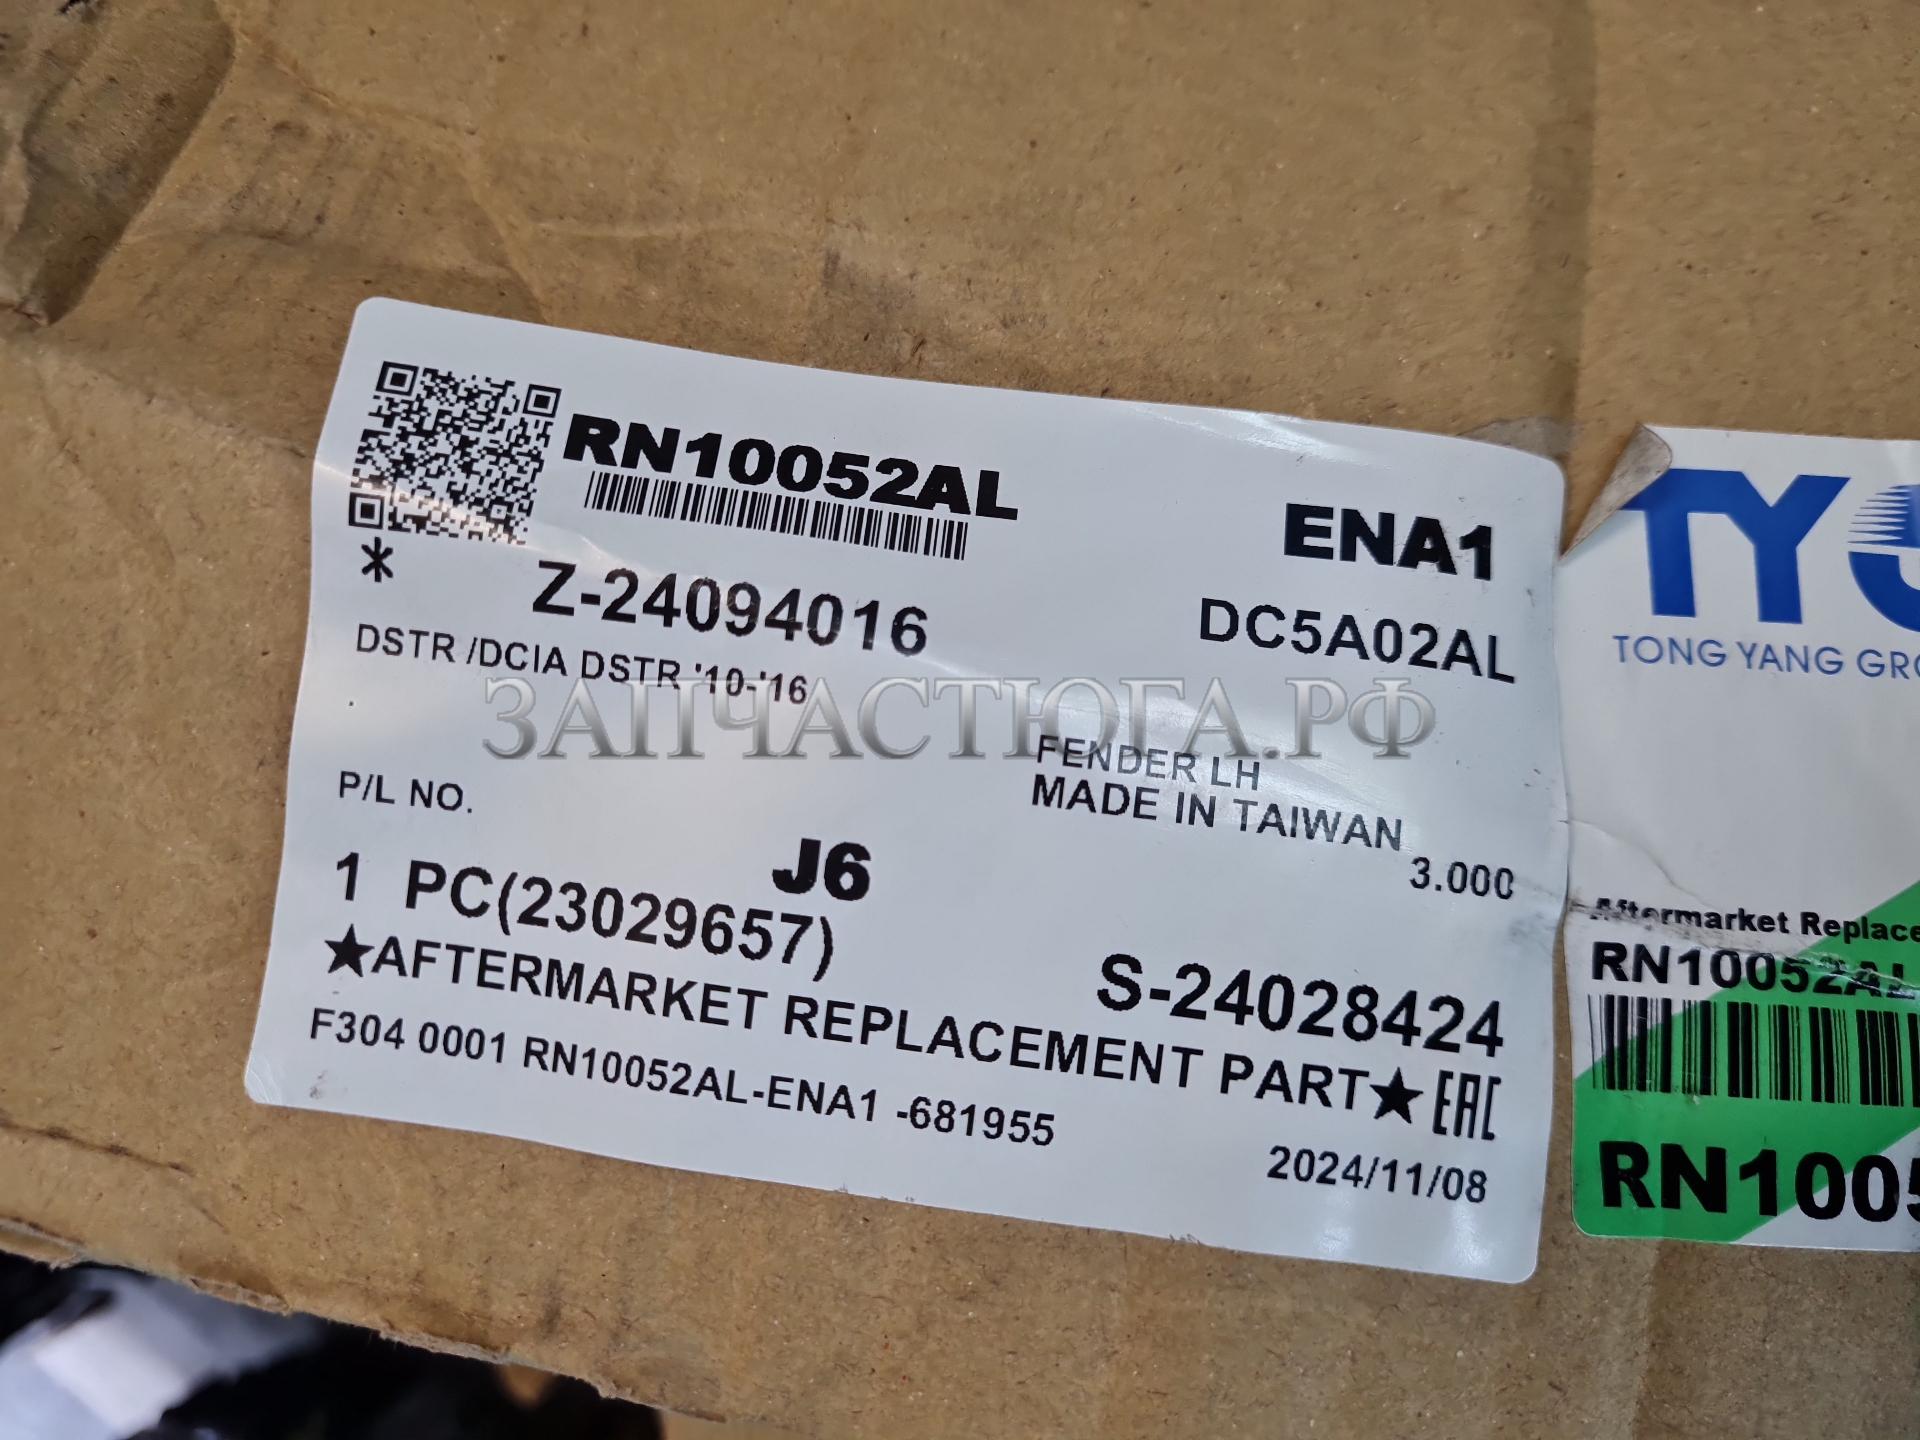 RN10052AL
ENA1
Z-24094016
DC5A02AL
DSTR /DCIA DSTR '10-'16
ЗАПЧАСТЮГА.РФ
FENDER LH
P/L NO.
MADE IN TAIWAN
J6
3.000
1 PC(23029657)
S-24028424
★AFTERMARKET REPLACEMENT PART★ EAC
F304 0001 RN10052AL-ENA1 -681955
2024/11/08
TY
TONG YANG GRO
Aftermarket Replace
RN10052AL
RN1005